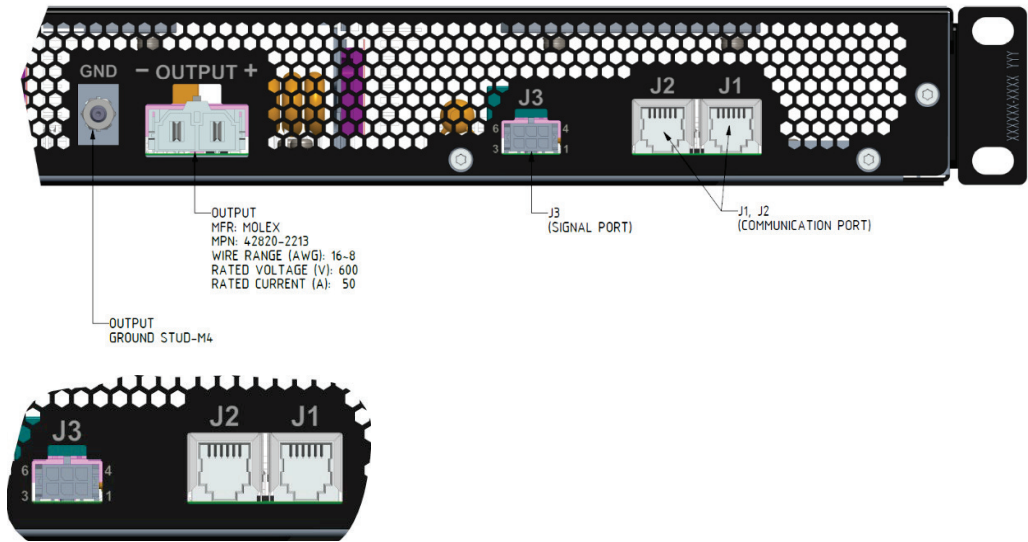 GND
− OUTPUT +
J3
6
4
3
1
J2
J1
XXXXXX-XXXX YYY
OUTPUT
MFR: MOLEX
MPN: 42820-2213
WIRE RANGE (AWG): 16~8
RATED VOLTAGE (V): 600
RATED CURRENT (A): 50
J3
(SIGNAL PORT)
J1, J2
(COMMUNICATION PORT)
OUTPUT
GROUND STUD-M4
J3
6
4
3
1
J2
J1